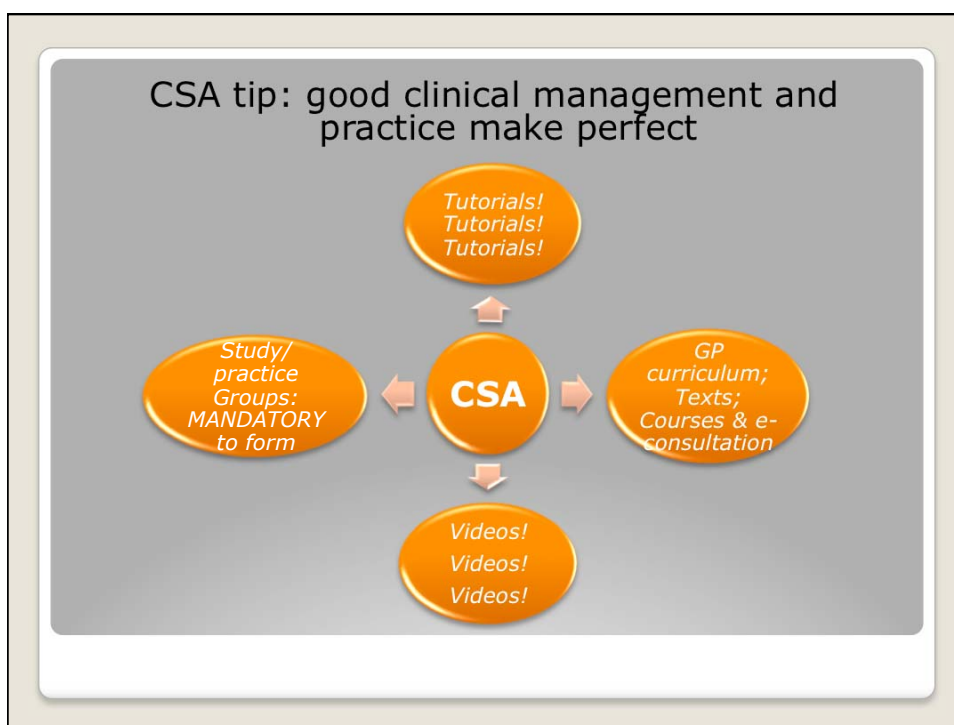 CSA tip: good clinical management and
practice make perfect
Tutorials!
Tutorials!
Tutorials!
Study/
practice
Groups:
MANDATORY
to form
CSA
GP
curriculum;
Texts;
Courses & e-
consultation
Videos!
Videos!
Videos!